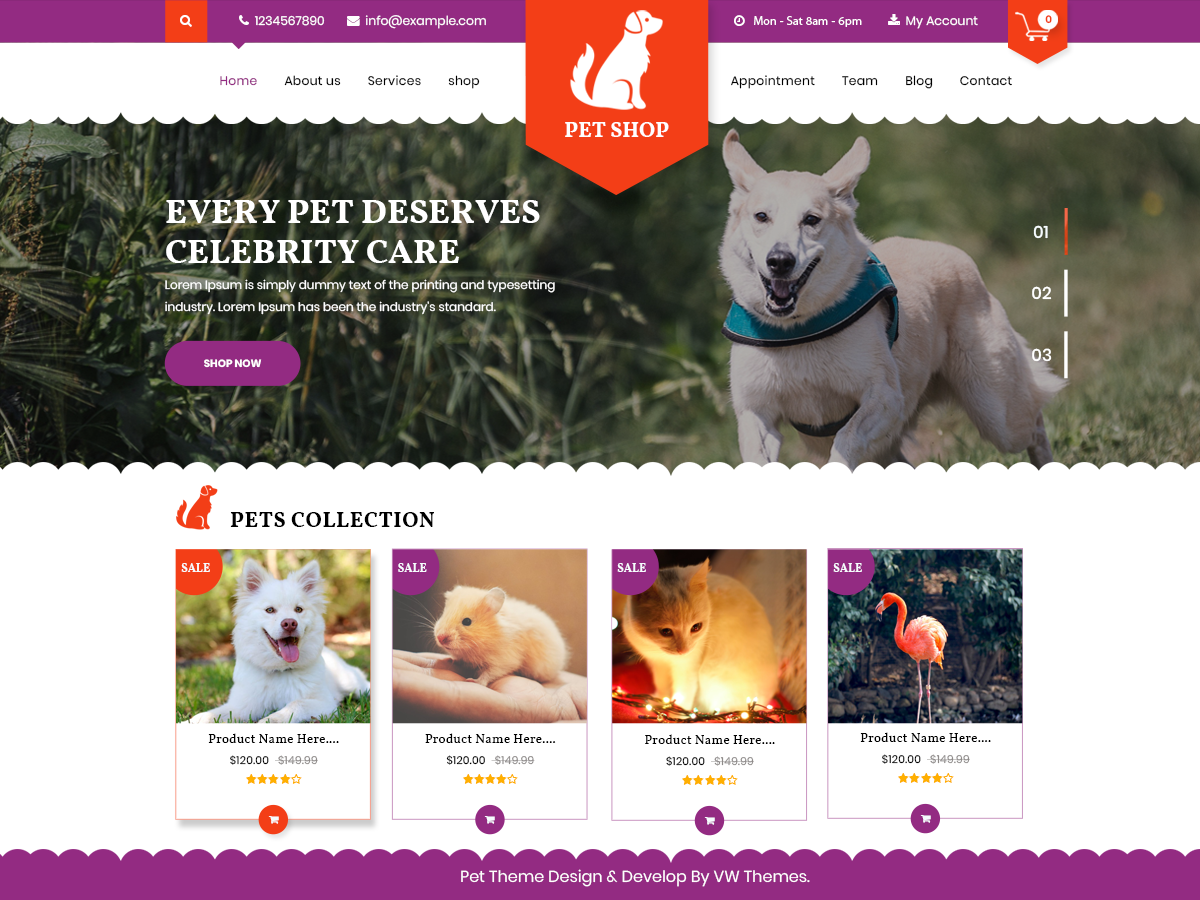 1234567890
info@example.com
Mon - Sat 8am - 6pm
My Account
0
Home
About us
Services
shop
PET SHOP
Appointment
Team
Blog
Contact
EVERY PET DESERVES
CELEBRITY CARE
Lorem Ipsum is simply dummy text of the printing and typesetting
industry. Lorem Ipsum has been the industry's standard.
SHOP NOW
01
02
03
PETS COLLECTION
SALE
Product Name Here....
$120.00 $149.99
SALE
Product Name Here....
$120.00 $149.99
SALE
Product Name Here....
$120.00 $149.99
SALE
Product Name Here....
$120.00 $149.99
Pet Theme Design & Develop By VW Themes.